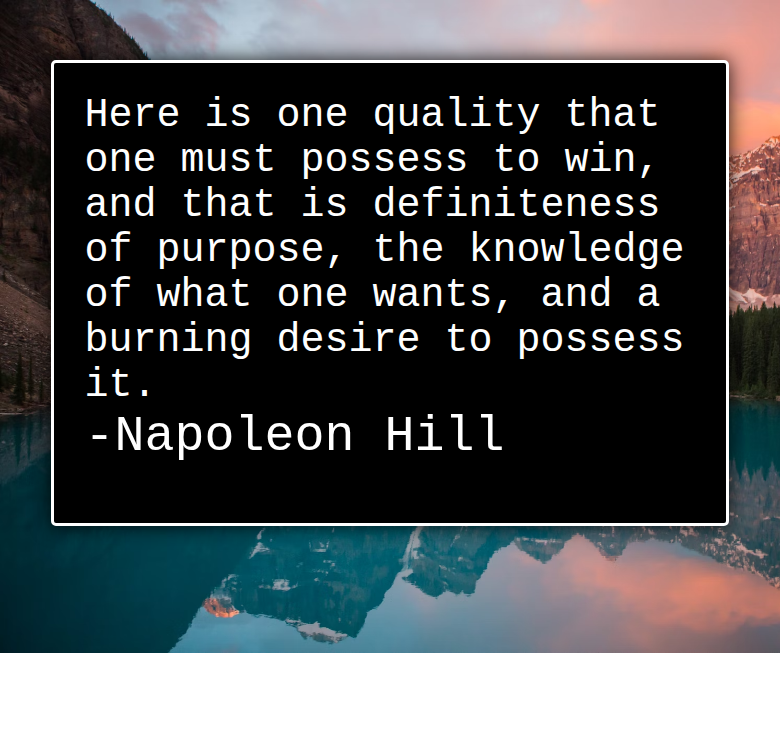 Here is one quality that
one must possess to win,
and that is definiteness
of purpose, the knowledge
of what one wants, and a
burning desire to possess
it.
-Napoleon Hill